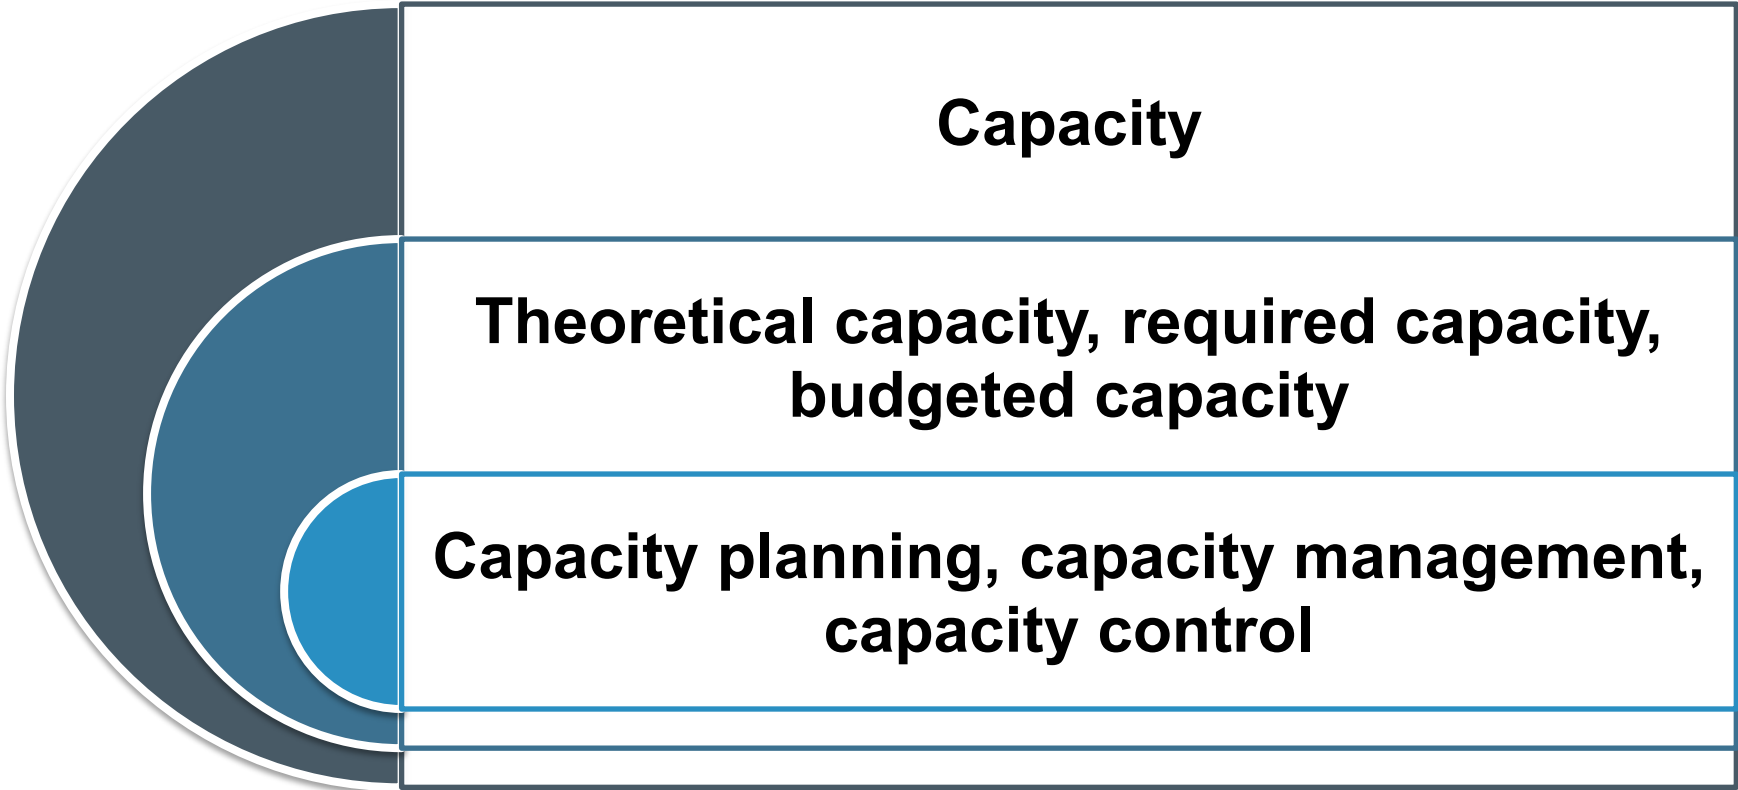 Capacity
Theoretical capacity, required capacity,
budgeted capacity
Capacity planning, capacity management,
capacity control